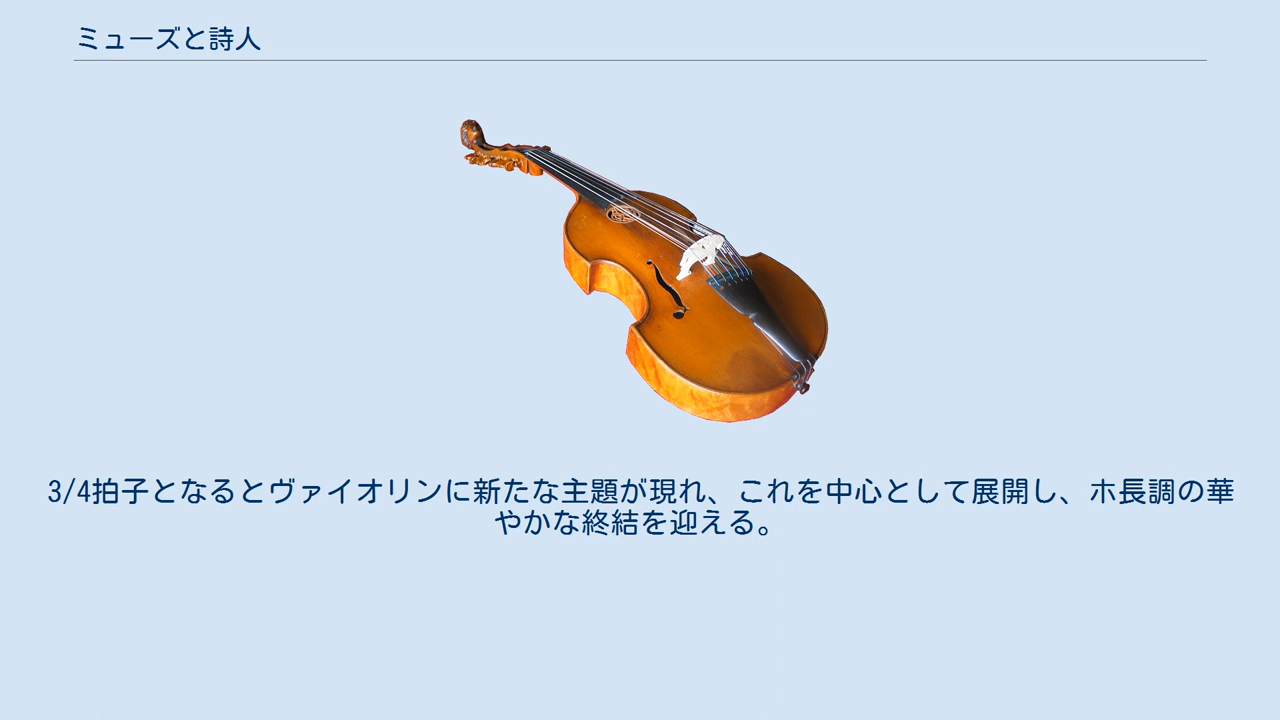 ミューズと詩人
3/4拍子となるとヴァイオリンに新たな主題が現れ、これを中心として展開し、ホ長調の華
やかな終結を迎える。